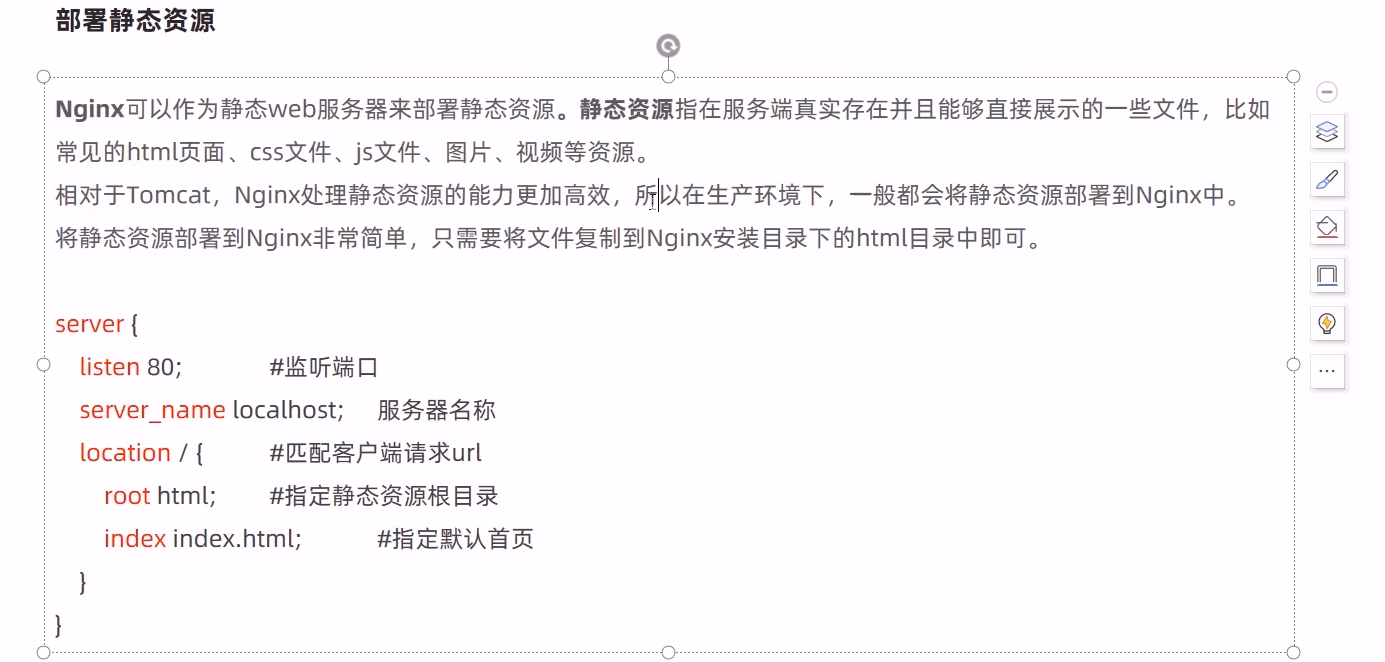 部署静态资源
Nginx可以作为静态web服务器来部署静态资源。静态资源指在服务端真实存在并且能够直接展示的一些文件，比如
常见的html页面、css文件、js文件、图片、视频等资源。
相对于Tomcat，Nginx处理静态资源的能力更加高效，所以在生产环境下，一般都会将静态资源部署到Nginx中。
将静态资源部署到Nginx非常简单，只需要将文件复制到Nginx安装目录下的html目录中即可。
server {
listen 80; #监听端口
server_name localhost; 服务器名称
location / { #匹配客户端请求url
root html; #指定静态资源根目录
index index.html; #指定默认首页
}
}